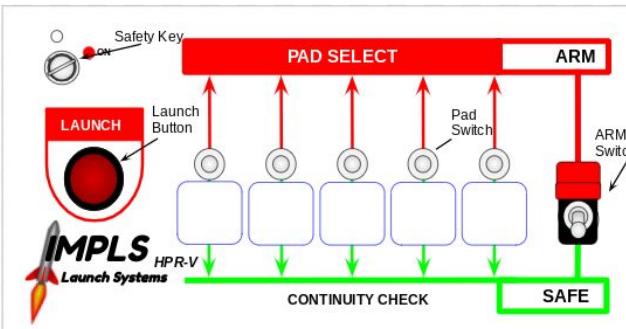 Safety Key
ON
PAD SELECT
ARM
LAUNCH
Launch
Button
Pad
Switch
ARM
Switc
IMPLS
Launch Systems
HPR-V
CONTINUITY CHECK
SAFE